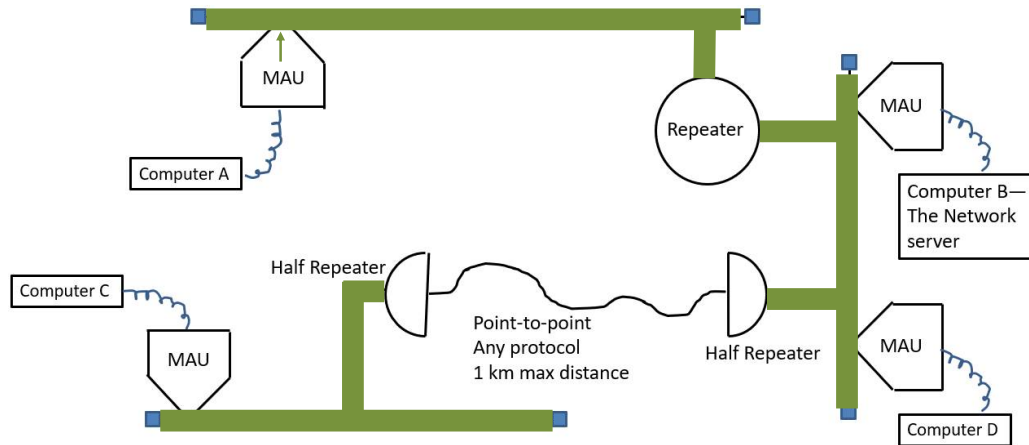 MAU
MAU
Repeater
Computer A
Computer B—
The Network
server
Half Repeater
Computer C
Point-to-point
Any protocol
1 km max distance
Half Repeater
MAU
MAU
Computer D